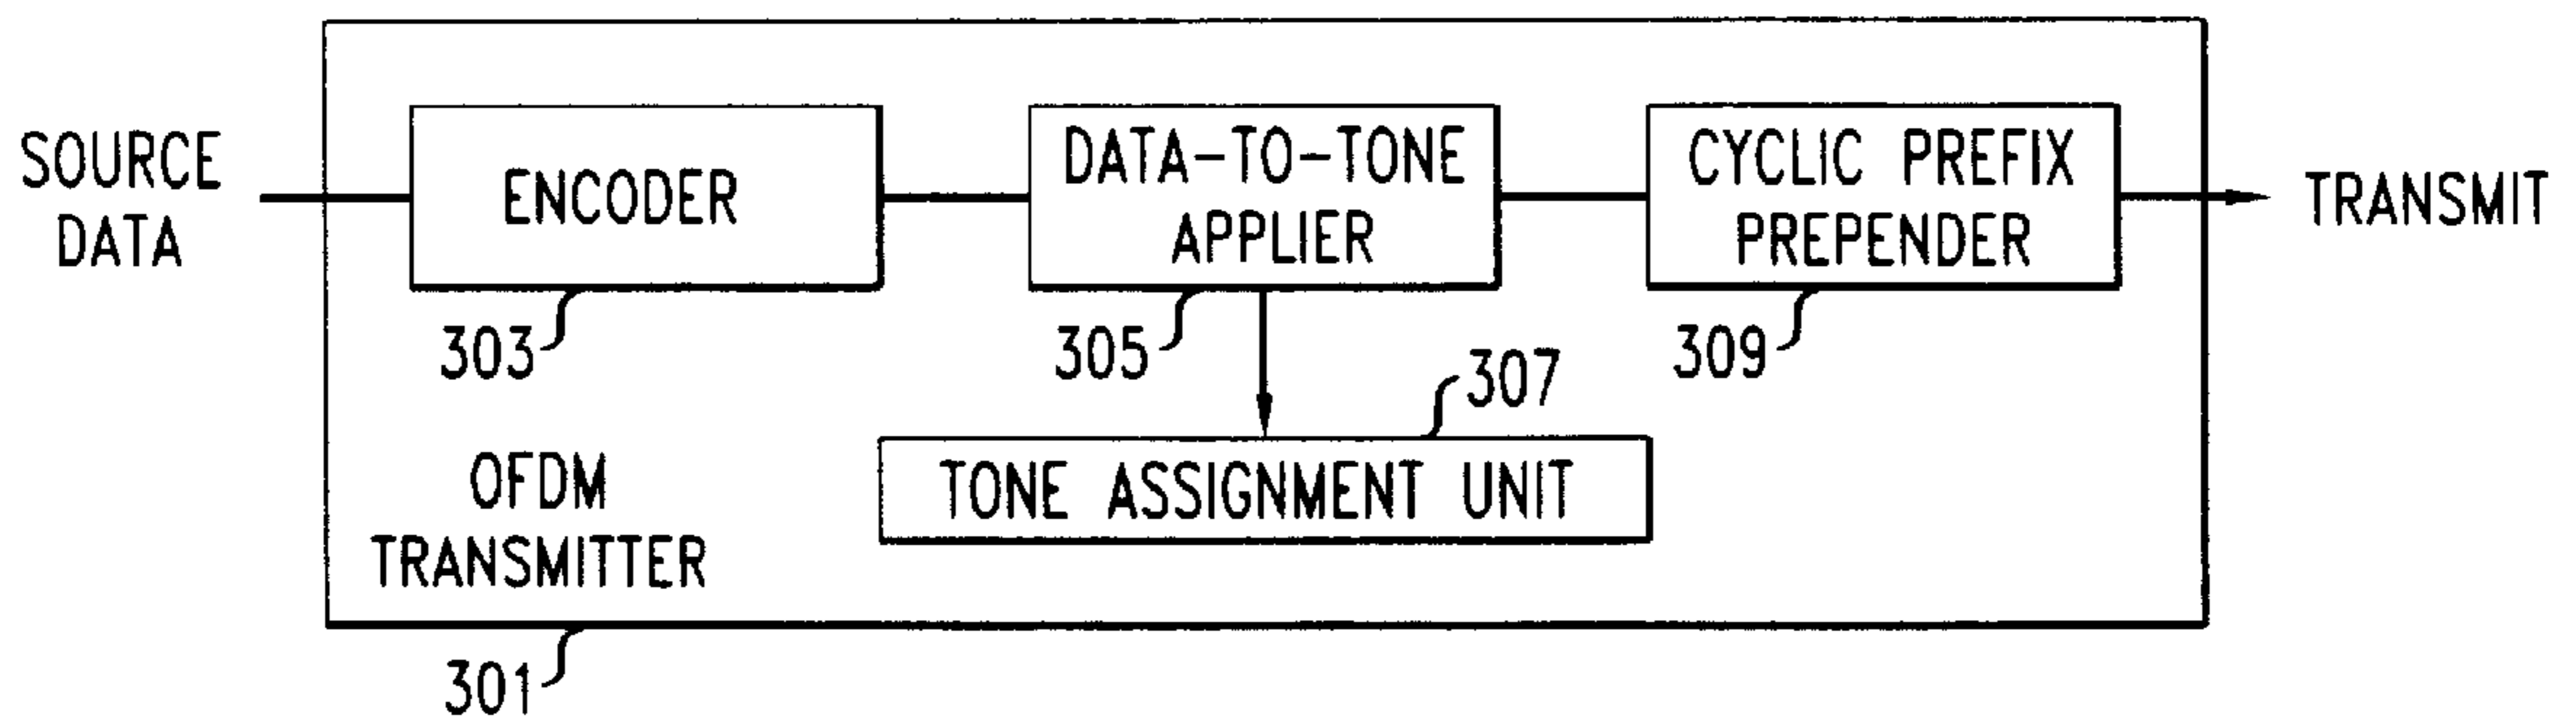 SOURCE
DATA
ENCODER
303
DATA-TO-TONE
APPLIER
305
CYCLIC PREFIX
PREPENDER
309
TRANSMIT
307
TONE ASSIGNMENT UNIT
OFDM
TRANSMITTER
301